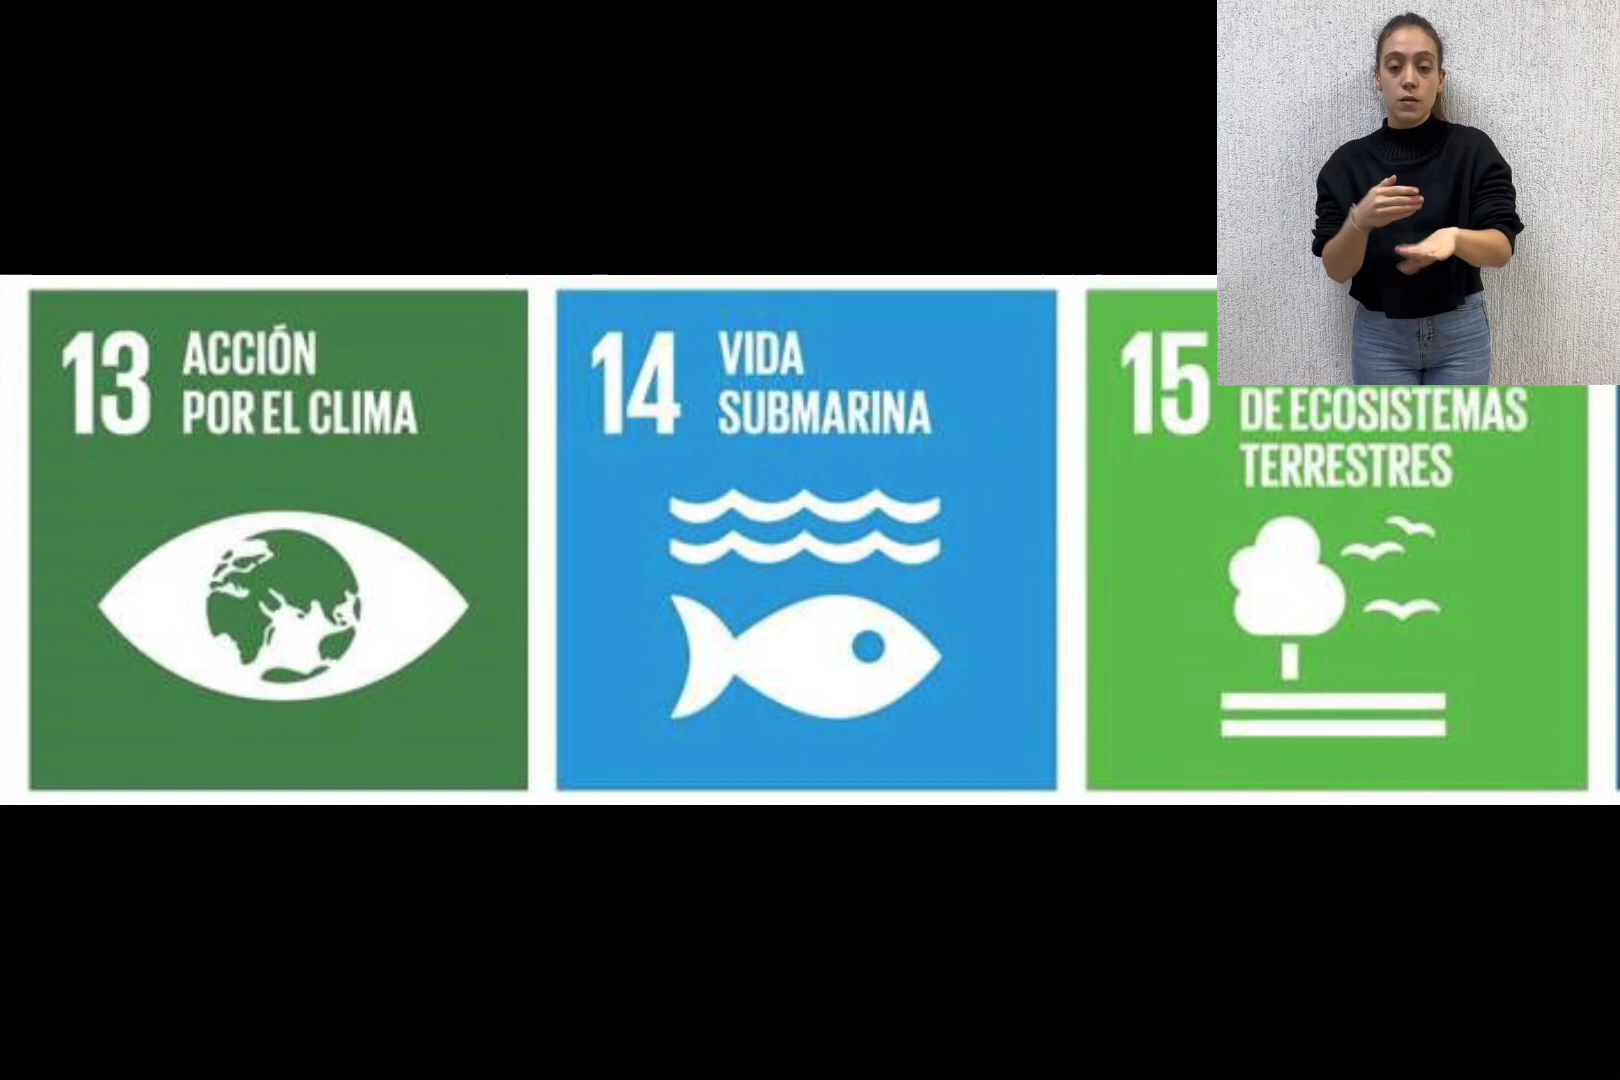 13
ACCIÓN
POR EL CLIMA
14
VIDA
SUBMARINA
15
DE ECOSISTEMAS
TERRESTRES